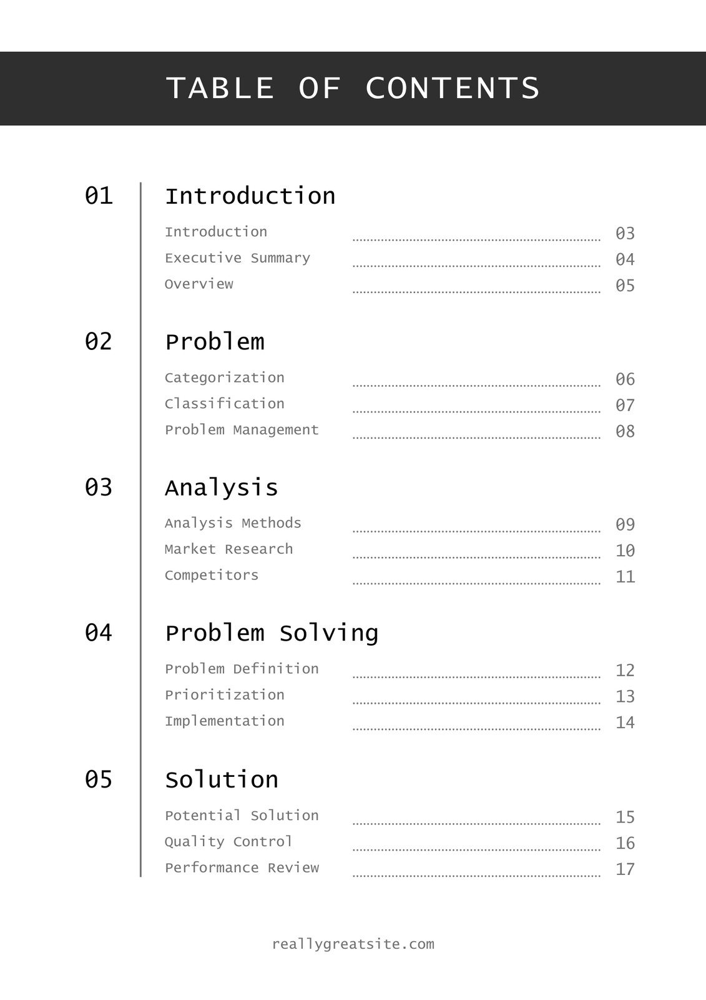 TABLE OF CONTENTS
01 Introduction
Introduction 03
Executive Summary 04
Overview 05
02 Problem
Categorization 06
Classification 07
Problem Management 08
03 Analysis
Analysis Methods 09
Market Research 10
Competitors 11
04 Problem Solving
Problem Definition 12
Prioritization 13
Implementation 14
05 Solution
Potential Solution 15
Quality Control 16
Performance Review 17
reallygreatsite.com